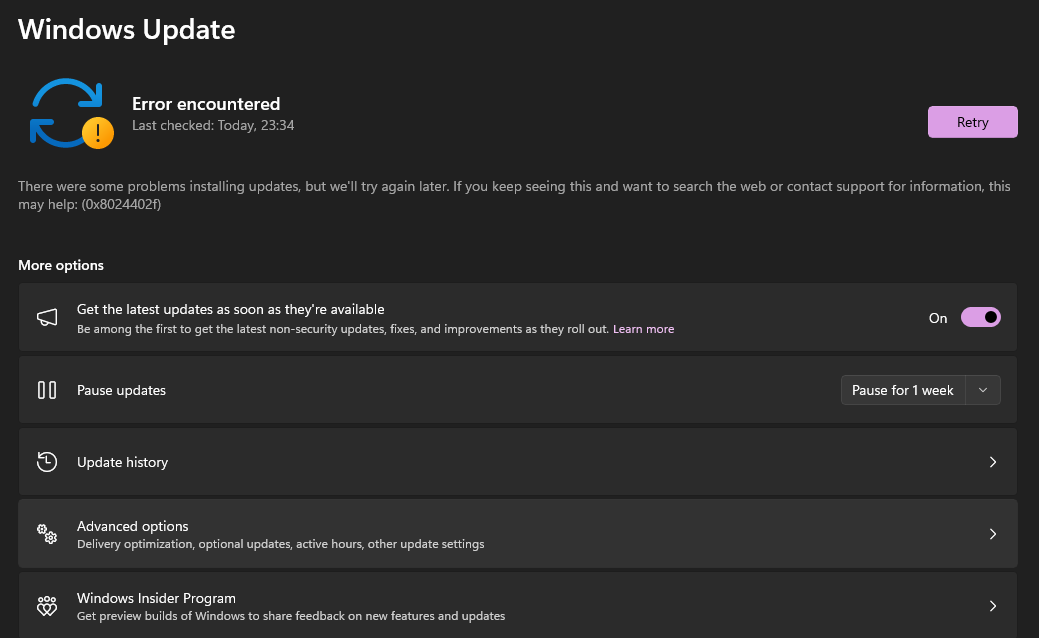 Windows Update
Error encountered
Last checked: Today, 23:34
Retry
There were some problems installing updates, but we'll try again later. If you keep seeing this and want to search the web or contact support for information, this
may help: (0x8024402f)
More options
Get the latest updates as soon as they're available
Be among the first to get the latest non-security updates, fixes, and improvements as they roll out. Learn more
On
Pause updates
Pause for 1 week
Update history
Advanced options
Delivery optimization, optional updates, active hours, other update settings
Windows Insider Program
Get preview builds of Windows to share feedback on new features and updates